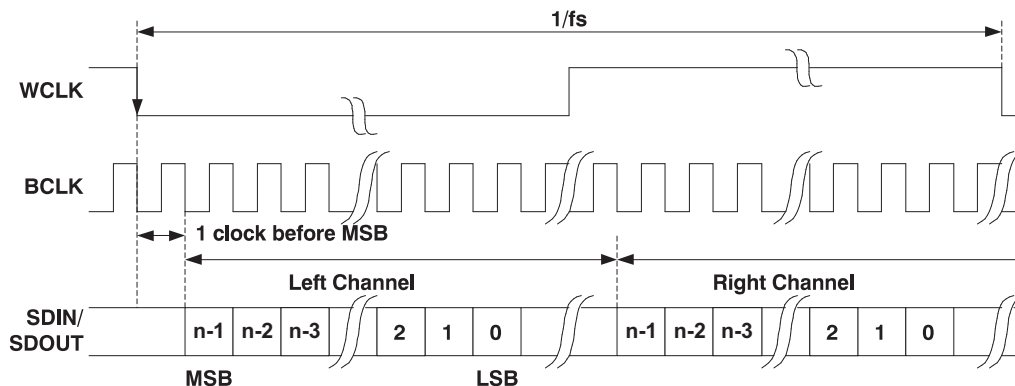 1/fs
WCLK
BCLK
1 clock before MSB
Left Channel
Right Channel
SDIN/
SDOUT
n-1 n-2 n-3 2 1 0 n-1 n-2 n-3 2 1 0
MSB LSB